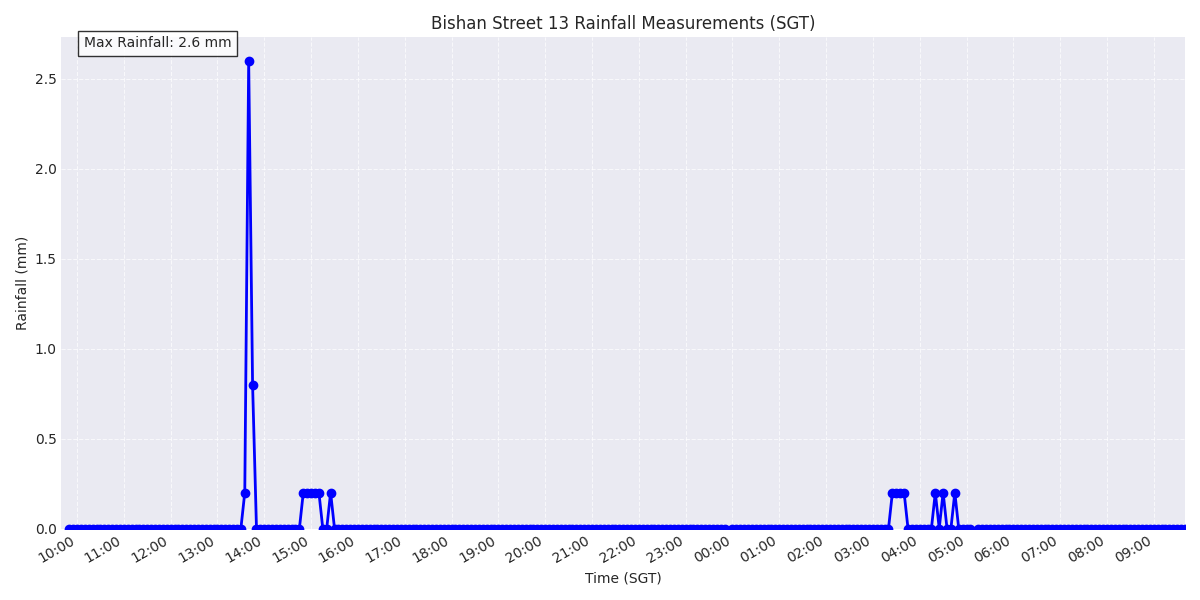 Bishan Street 13 Rainfall Measurements (SGT)
Max Rainfall: 2.6 mm
2.5
2.0
1.5
1.0
0.5
0.0
Rainfall (mm)
10:00 11:00 12:00 13:00 14:00 15:00 16:00 17:00 18:00 19:00 20:00 21:00 22:00 23:00 00:00 01:00 02:00 03:00 04:00 05:00 06:00 07:00 08:00 09:00
Time (SGT)